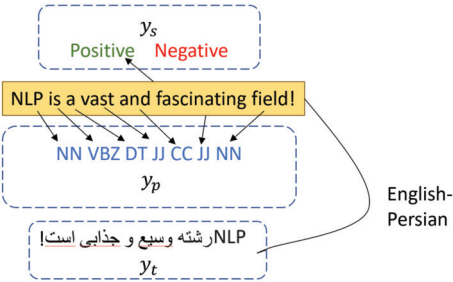 y_s
Positive Negative
NLP is a vast and fascinating field!
NN VBZ DT JJ CC JJ NN
y_p
English-
Persian
NLPرشته وسیع و جذابی است!
y_t